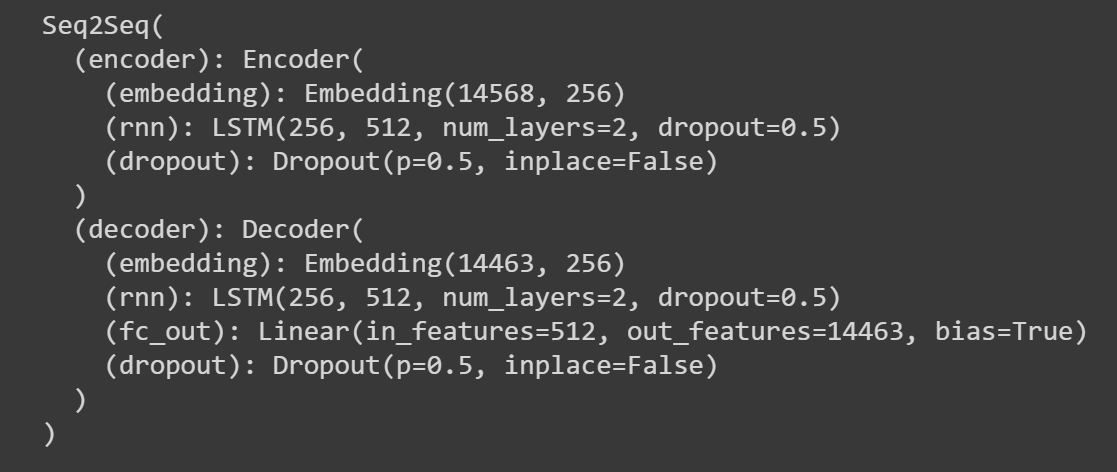 Seq2Seq(
  (encoder): Encoder(
    (embedding): Embedding(14568, 256)
    (rnn): LSTM(256, 512, num_layers=2, dropout=0.5)
    (dropout): Dropout(p=0.5, inplace=False)
  )
  (decoder): Decoder(
    (embedding): Embedding(14463, 256)
    (rnn): LSTM(256, 512, num_layers=2, dropout=0.5)
    (fc_out): Linear(in_features=512, out_features=14463, bias=True)
    (dropout): Dropout(p=0.5, inplace=False)
  )
)